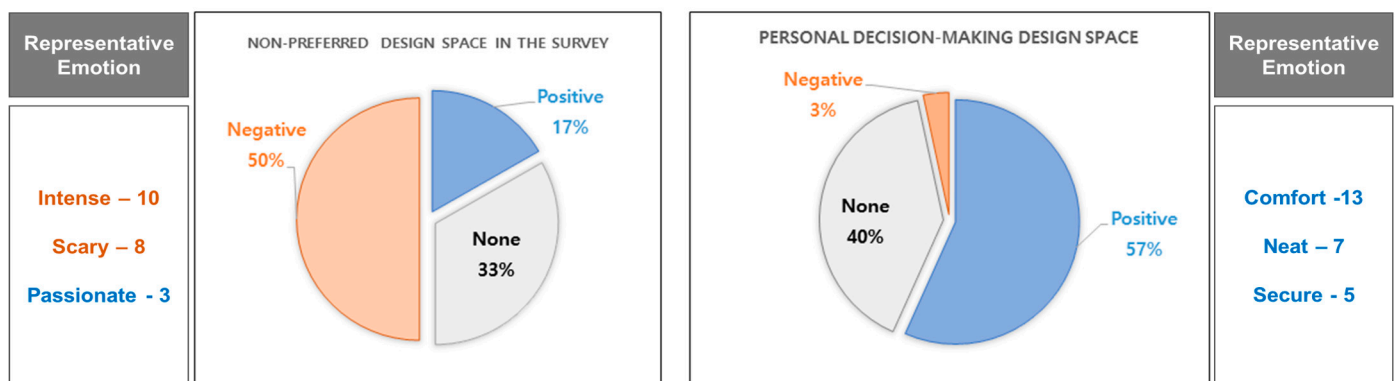 Representative
Emotion
Intense – 10
Scary – 8
Passionate - 3
NON-PREFERRED DESIGN SPACE IN THE SURVEY
Positive
17%
Negative
50%
None
33%
PERSONAL DECISION-MAKING DESIGN SPACE
Negative
3%
None
40%
Positive
57%
Representative
Emotion
Comfort -13
Neat – 7
Secure - 5